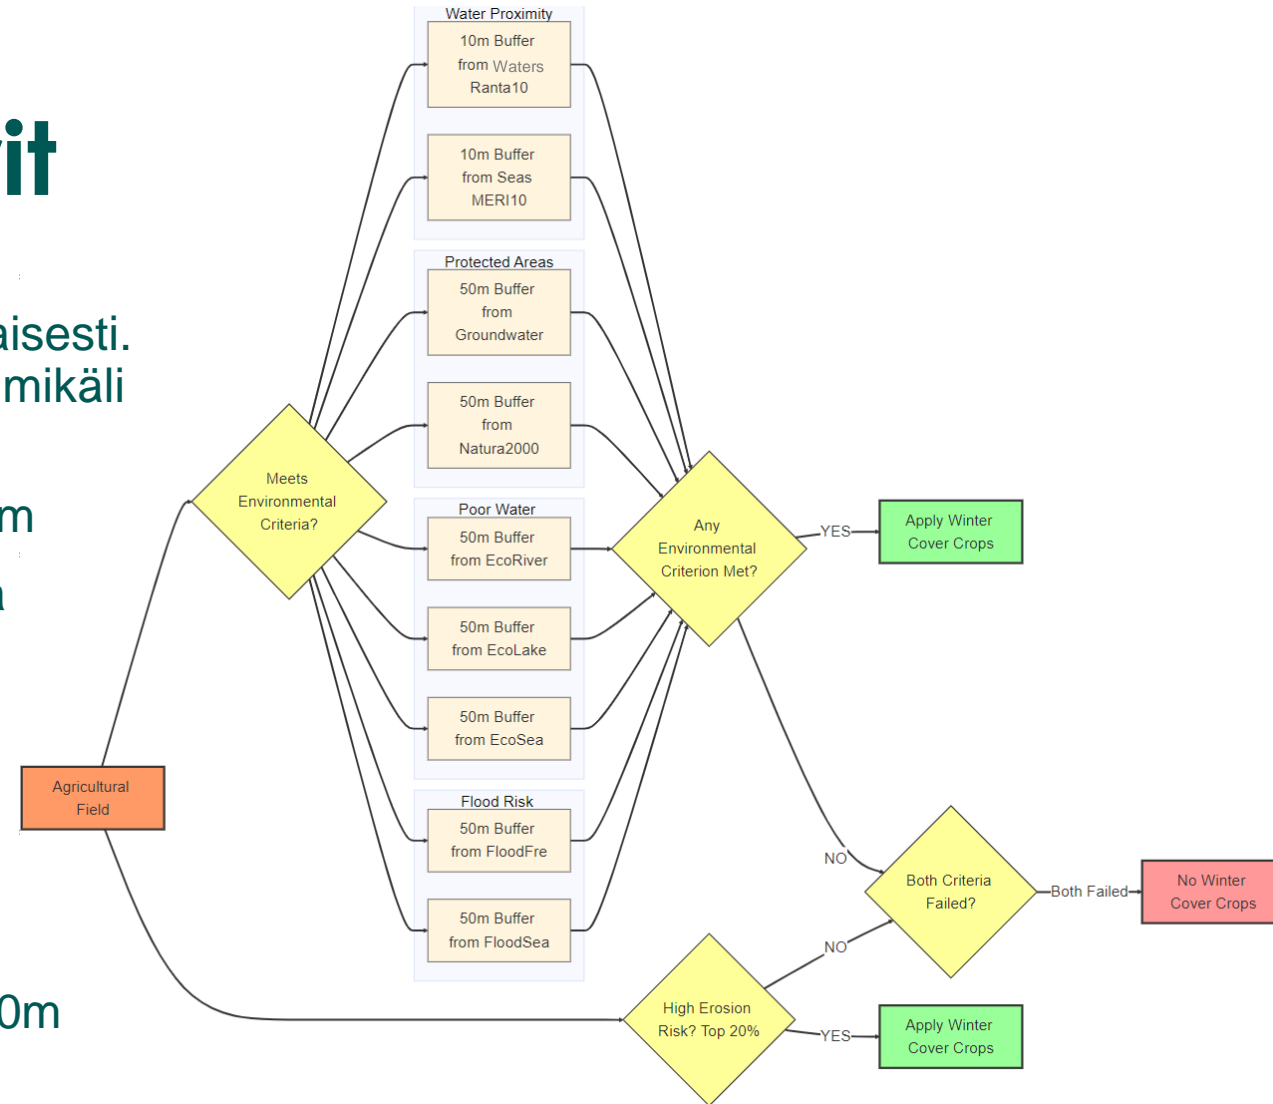 it
aisesti.
mikäli
m
0m
Water Proximity
10m Buffer
from Waters
Ranta10
10m Buffer
from Seas
MERI10
Protected Areas
50m Buffer
from
Groundwater
50m Buffer
from
Natura2000
Poor Water
50m Buffer
from EcoRiver
50m Buffer
from EcoLake
50m Buffer
from EcoSea
Flood Risk
50m Buffer
from FloodFre
50m Buffer
from FloodSea
Meets
Environmental
Criteria?
Agricultural
Field
Any
Environmental
Criterion Met?
YES
Apply Winter
Cover Crops
NO
Both Criteria
Failed?
Both Failed
No Winter
Cover Crops
NO
High Erosion
Risk? Top 20%
YES
Apply Winter
Cover Crops